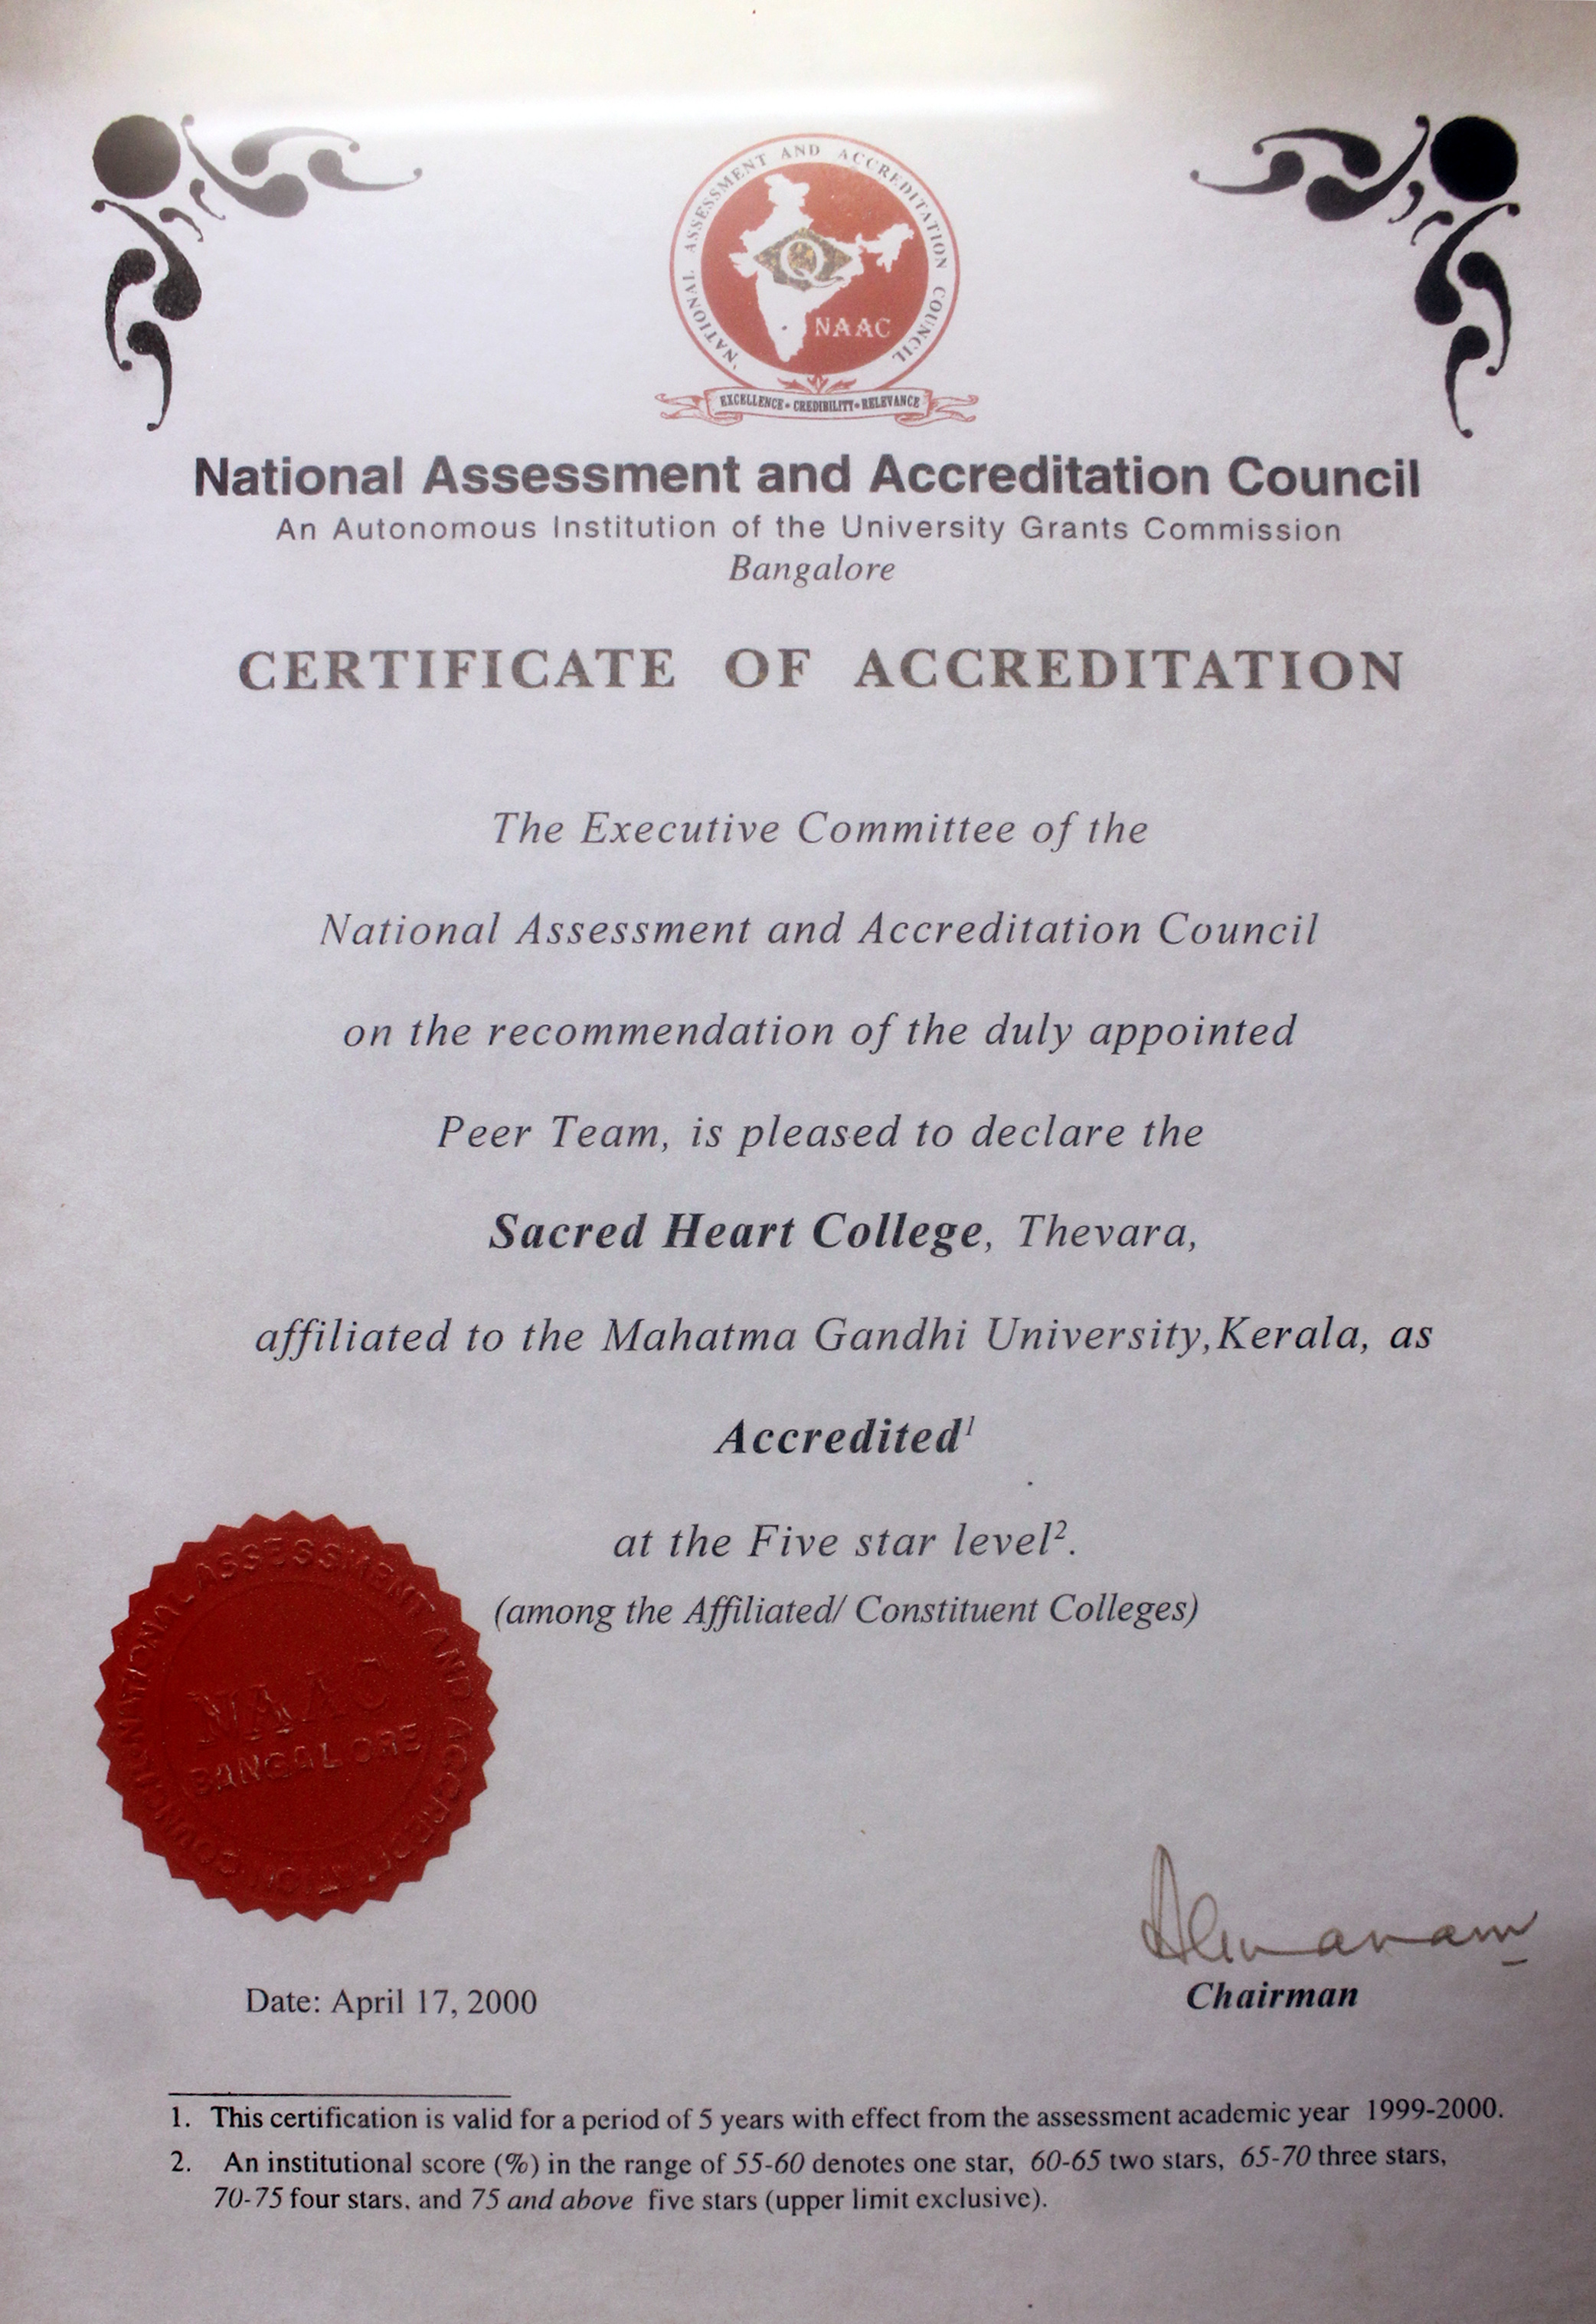 NATIONAL ASSESSMENT AND ACCREDITATION COUNCIL
Q
NAAC
EXCELLENCE • CREDIBILITY • RELEVANCE
National Assessment and Accreditation Council
An Autonomous Institution of the University Grants Commission
Bangalore
CERTIFICATE OF ACCREDITATION
The Executive Committee of the
National Assessment and Accreditation Council
on the recommendation of the duly appointed
Peer Team, is pleased to declare the
Sacred Heart College, Thevara,
affiliated to the Mahatma Gandhi University,Kerala, as
Accredited¹
at the Five star level².
(among the Affiliated/ Constituent Colleges)
NATIONAL ASSESSMENT AND ACCREDITATION COUNCIL
NAAC
BANGALORE
Date: April 17, 2000
Chairman
1. This certification is valid for a period of 5 years with effect from the assessment academic year 1999-2000.
2. An institutional score (%) in the range of 55-60 denotes one star, 60-65 two stars, 65-70 three stars,
70-75 four stars, and 75 and above five stars (upper limit exclusive).